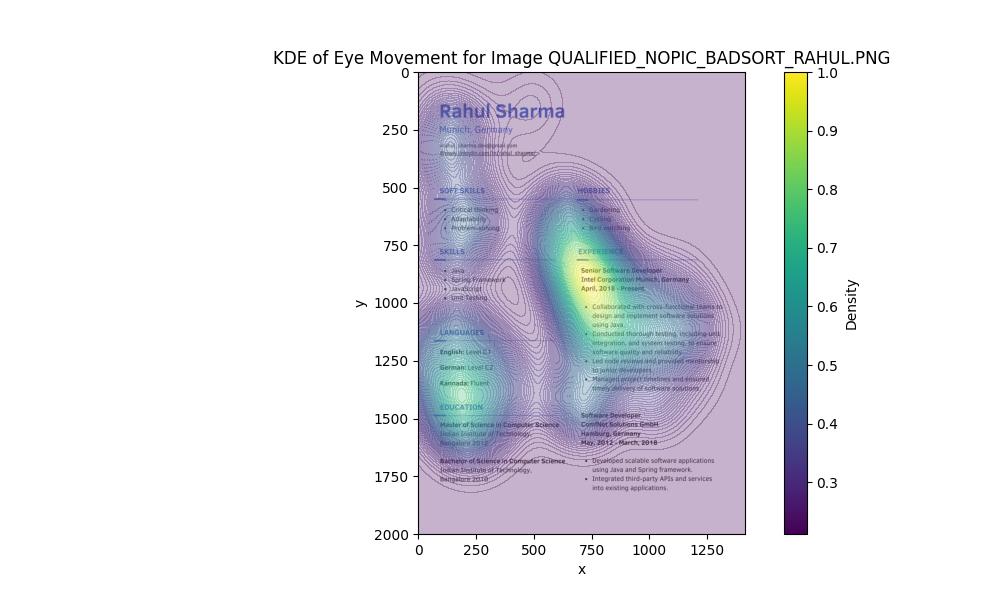 KDE of Eye Movement for Image QUALIFIED_NOPIC_BADSORT_RAHUL.PNG
0
250
500
750
1000
1250
1500
1750
2000
y
0
250
500
750
1000
1250
x
1.0
0.9
0.8
0.7
0.6
0.5
0.4
0.3
Density
Rahul Sharma
Munich, Germany
SOFT SKILLS
• Critical thinking
• Adaptability
• Problem-solving
SKILLS
• Java
• Spring Framework
• JavaScript
• Unit Testing
LANGUAGES
English: Level C1
German: Level C2
Kannada: Fluent
EDUCATION
Master of Science in Computer Science
Indian Institute of Technology,
Bangalore 2012
Bachelor of Science in Computer Science
Indian Institute of Technology,
Bangalore 2010
HOBBIES
• Gardening
• Cycling
• Bird watching
EXPERIENCE
Senior Software Developer
Intel Corporation Munich, Germany
April, 2018 - Present
• Collaborated with cross-functional teams to
design and implement software solutions
using Java.
• Conducted thorough testing, including unit
integration, and system testing, to ensure
software quality and reliability.
• Led code reviews and provided mentorship
to junior developers.
• Managed project timelines and ensured
timely delivery of software solutions.
Software Developer
ComfNet Solutions GmbH
Hamburg, Germany
May, 2012 - March, 2018
• Developed scalable software applications
using Java and Spring framework.
• Integrated third-party APIs and services
into existing applications.